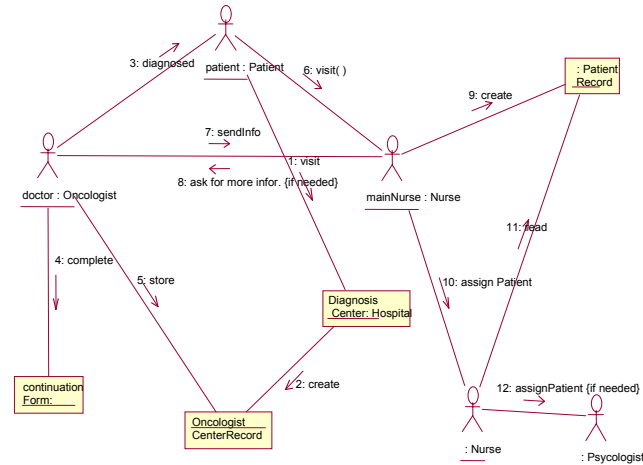 3: diagnosed
patient : Patient
6: visit( )
: Patient
Record
9: create
7: sendInfo
1: visit
8: ask for more infor. {if needed}
doctor : Oncologist
mainNurse : Nurse
11: read
4: complete
5: store
10: assign Patient
Diagnosis
Center: Hospital
continuation
Form:
2: create
12: assignPatient {if needed}
Oncologist
CenterRecord
: Nurse
: Psycologist